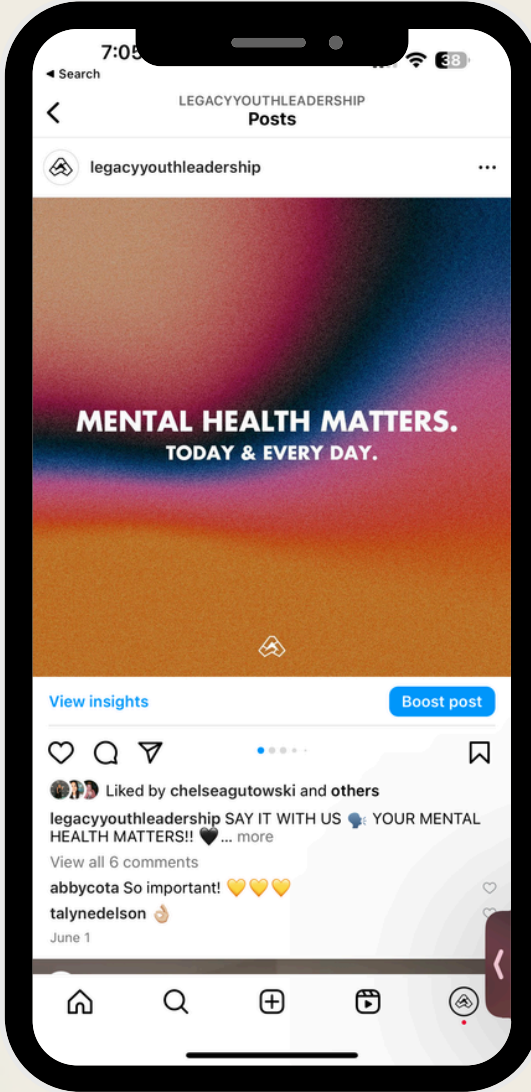 7:05
◀ Search
38
LEGACYYOUTHLEADERSHIP
Posts
legacyyouthleadership
MENTAL HEALTH MATTERS.
TODAY & EVERY DAY.
View insights
Boost post
Liked by chelseagutowski and others
legacyyouthleadership SAY IT WITH US 🗣️ YOUR MENTAL
HEALTH MATTERS!! 🖤... more
View all 6 comments
abbycota So important! 💛💛💛
talynedelson 👌🏼
June 1